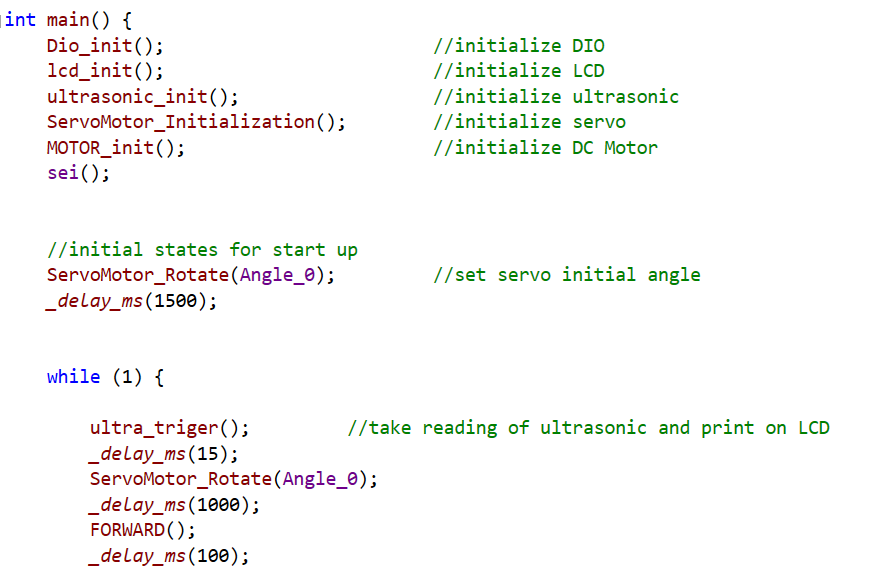 int main() {
Dio_init(); //initialize DIO
lcd_init(); //initialize LCD
ultrasonic_init(); //initialize ultrasonic
ServoMotor_Initialization(); //initialize servo
MOTOR_init(); //initialize DC Motor
sei();
//initial states for start up
ServoMotor_Rotate(Angle_0); //set servo initial angle
_delay_ms(1500);
while (1) {
ultra_triger(); //take reading of ultrasonic and print on LCD
_delay_ms(15);
ServoMotor_Rotate(Angle_0);
_delay_ms(1000);
FORWARD();
_delay_ms(100);